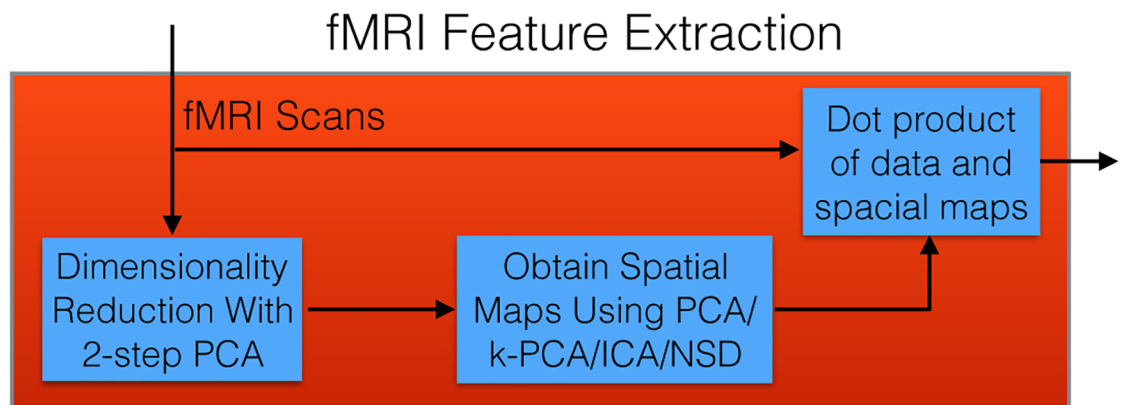 fMRI Feature Extraction
fMRI Scans
Dot product
of data and
spacial maps
Dimensionality
Reduction With
2-step PCA
Obtain Spatial
Maps Using PCA/
k-PCA/ICA/NSD